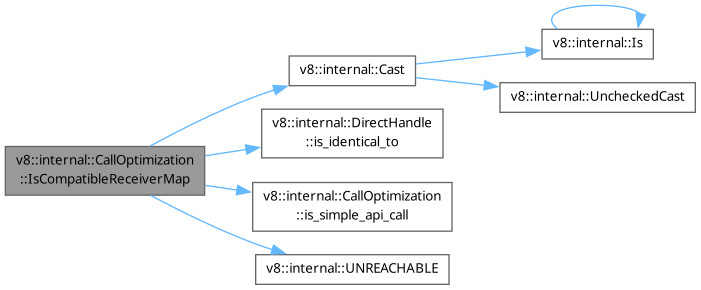 v8::internal::CallOptimization
::IsCompatibleReceiverMap
v8::internal::Cast
v8::internal::Is
v8::internal::UncheckedCast
v8::internal::DirectHandle
::is_identical_to
v8::internal::CallOptimization
::is_simple_api_call
v8::internal::UNREACHABLE